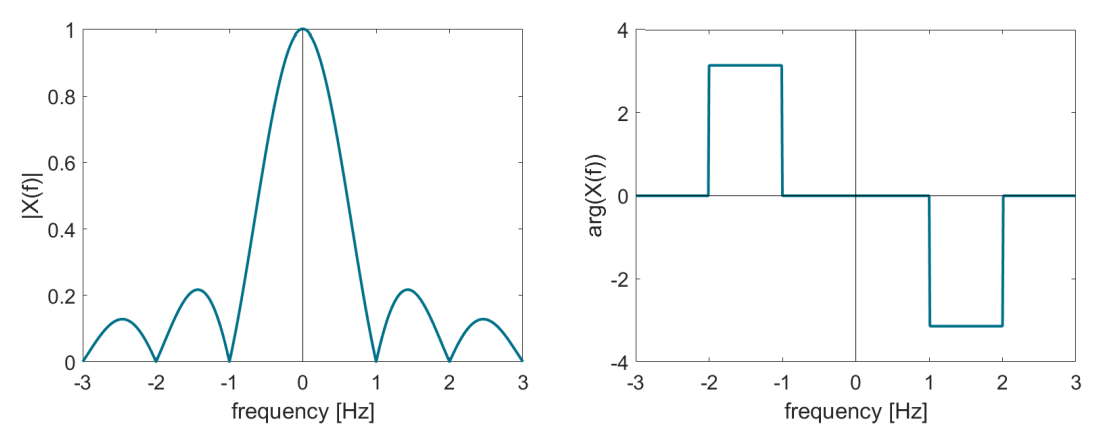 |X(f)|
1
0.8
0.6
0.4
0.2
0
-3 -2 -1 0 1 2 3
frequency [Hz]
arg(X(f))
4
2
0
-2
-4
-3 -2 -1 0 1 2 3
frequency [Hz]